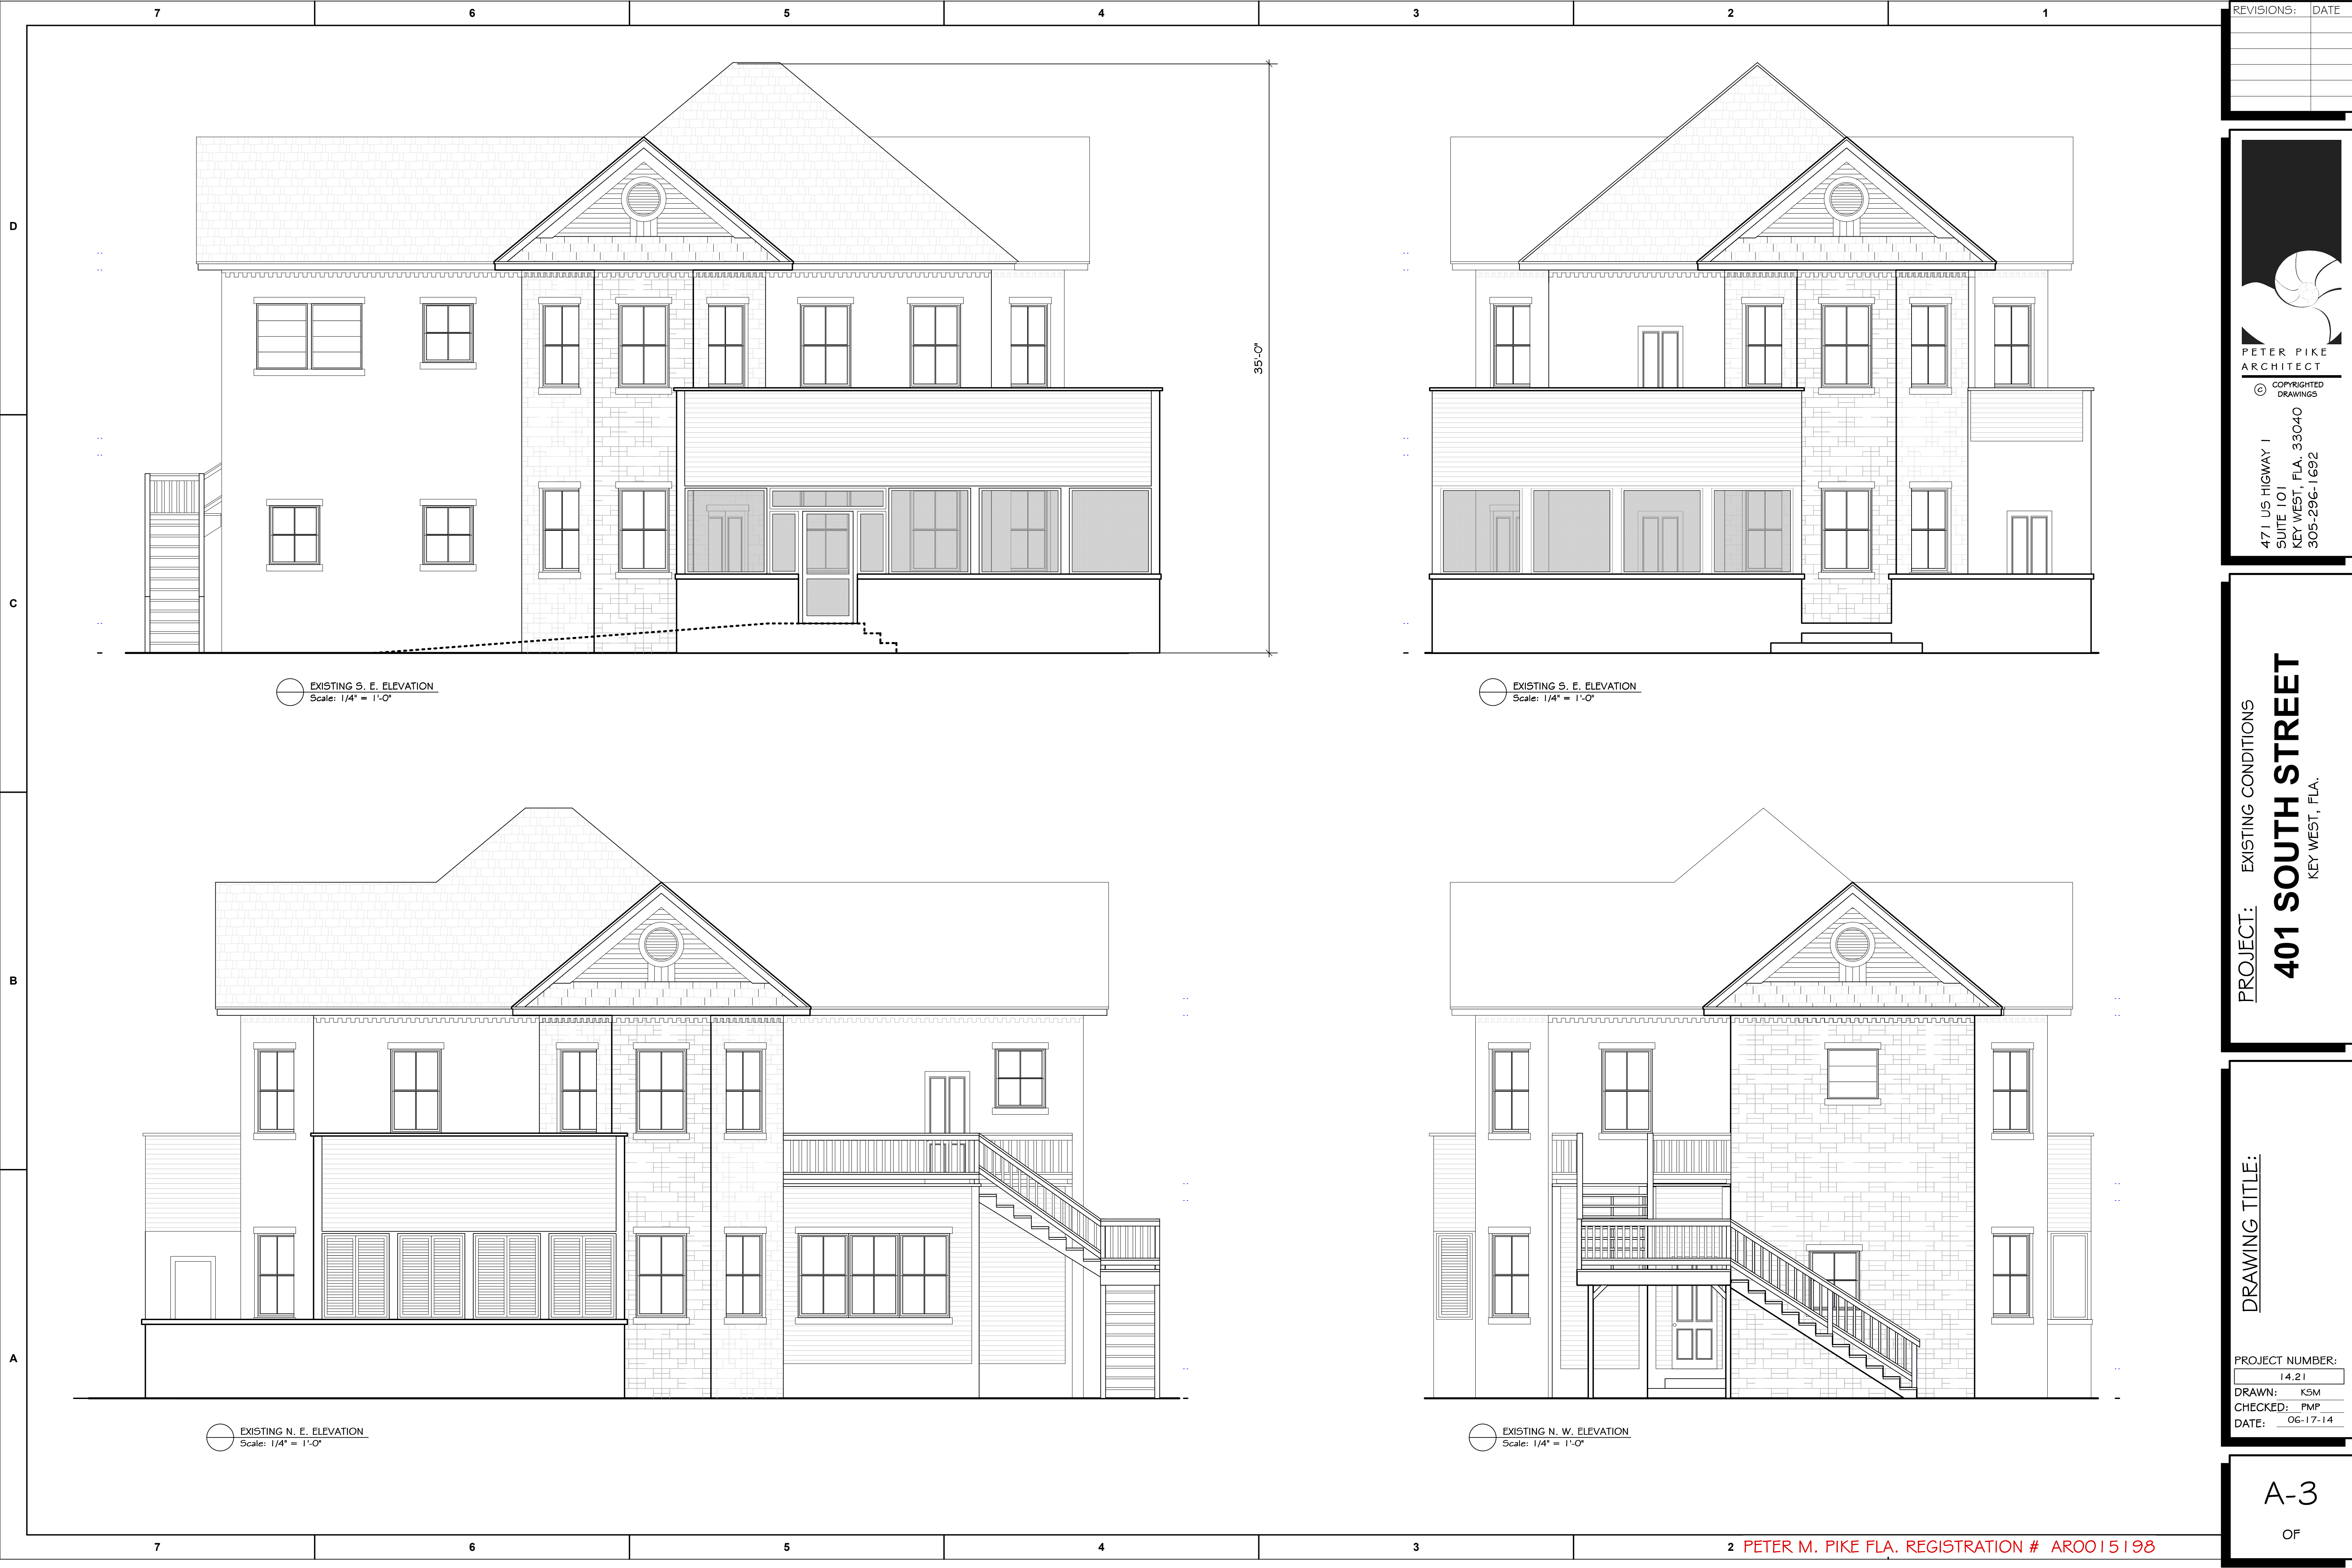 7 6 5 4 3 2 1
D
C
B
A
35'-0"
EXISTING S. E. ELEVATION
Scale: 1/4" = 1'-0"
EXISTING S. E. ELEVATION
Scale: 1/4" = 1'-0"
EXISTING N. E. ELEVATION
Scale: 1/4" = 1'-0"
EXISTING N. W. ELEVATION
Scale: 1/4" = 1'-0"
7 6 5 4 3 2
PETER M. PIKE FLA. REGISTRATION # AR0015198
REVISIONS: DATE
PETER PIKE
ARCHITECT
© COPYRIGHTED
DRAWINGS
471 US HIGWAY 1
SUITE 101
KEY WEST, FLA. 33040
305-296-1692
PROJECT: EXISTING CONDITIONS
401 SOUTH STREET
KEY WEST, FLA.
DRAWING TITLE:
PROJECT NUMBER:
14.21
DRAWN: KSM
CHECKED: PMP
DATE: 06-17-14
A-3
OF